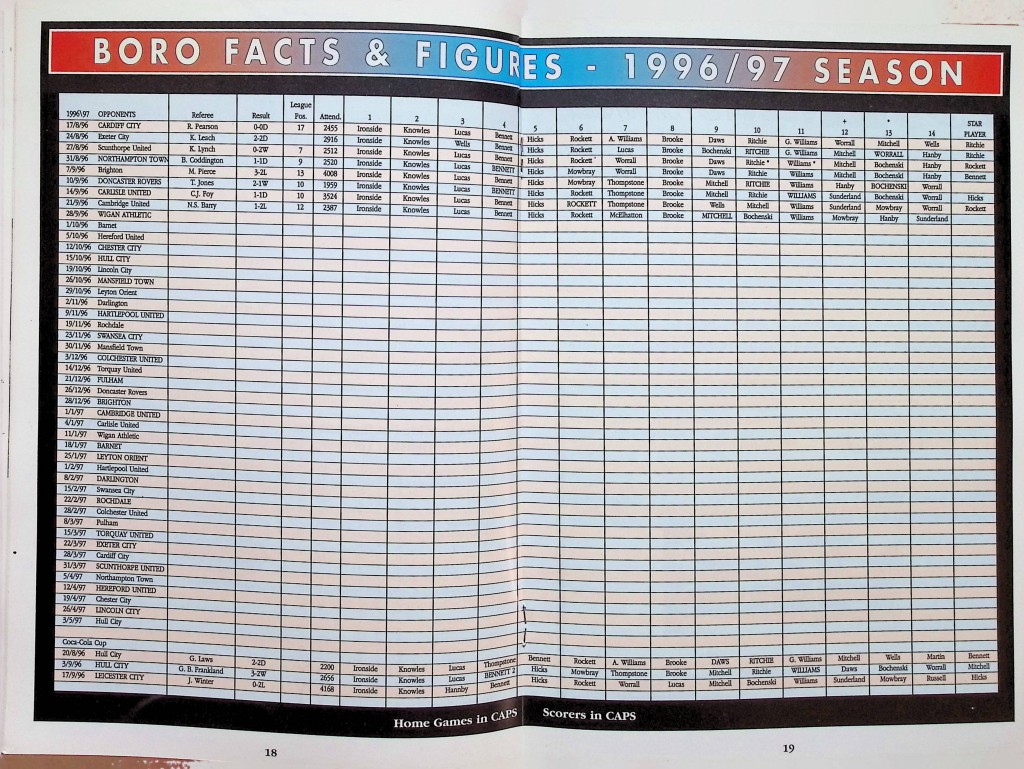 BORO FACTS & FIGURES - 1996/97 SEASON
1996\97 OPPONENTS Referee Result League Pos. Attend. 1 2 3 4 5 6 7 8 9 10 11 + 12 * 13 14 STAR PLAYER
17/8/96 CARDIFF CITY R. Pearson 0-0D 17 2455 Ironside Knowles Lucas Bennett Hicks Rockett A. Williams Brooke Daws Ritchie G. Williams Worrall Mitchell Wells Ritchie
24/8/96 Exeter City K. Leach 2-2D 2916 Ironside Knowles Wells Bennett Hicks Rockett Lucas Brooke Bochenski RITCHIE G. Williams Mitchell WORRALL Hanby Ritchie
27/8/96 Scunthorpe United K. Lynch 0-2W 7 2512 Ironside Knowles Lucas Bennett Hicks Rockett Worrall Brooke Daws Ritchie * Williams * Mitchell Bochenski Hanby Rockett
31/8/96 NORTHAMPTON TOWN B. Coddington 1-1D 9 2520 Ironside Knowles Lucas BENNETT Hicks Mowbray Worrall Brooke Daws Ritchie Williams Mitchell Bochenski Hanby Bennett
7/9/96 Brighton M. Pierce 3-2L 13 4008 Ironside Knowles Lucas Bennett Hicks Mowbray Thompstone Brooke Mitchell RITCHIE Williams Hanby BOCHENSKI Worrall
10/9/96 DONCASTER ROVERS T. Jones 2-1W 10 1959 Ironside Knowles Lucas BENNETT Hicks Rockett Thompstone Brooke Mitchell Ritchie WILLIAMS Sunderland Bochenski Worrall Hicks
14/9/96 CARLISLE UNITED C.J. Foy 1-1D 10 3524 Ironside Knowles Lucas Bennett Hicks ROCKETT Thompstone Brooke Wells Mitchell Williams Sunderland Mowbray Worrall Rockett
21/9/96 Cambridge United N.S. Barry 1-2L 12 2387 Ironside Knowles Lucas Bennett Hicks Rockett McElhatton Brooke MITCHELL Bochenski Williams Mowbray Hanby Sunderland
28/9/96 WIGAN ATHLETIC
1/10/96 Barnet
5/10/96 Hereford United
12/10/96 CHESTER CITY
15/10/96 HULL CITY
19/10/96 Lincoln City
26/10/96 MANSFIELD TOWN
29/10/96 Leyton Orient
2/11/96 Darlington
9/11/96 HARTLEPOOL UNITED
19/11/96 Rochdale
23/11/96 SWANSEA CITY
30/11/96 Mansfield Town
3/12/96 COLCHESTER UNITED
14/12/96 Torquay United
21/12/96 FULHAM
26/12/96 Doncaster Rovers
28/12/96 BRIGHTON
1/1/97 CAMBRIDGE UNITED
4/1/97 Carlisle United
11/1/97 Wigan Athletic
18/1/97 BARNET
25/1/97 LEYTON ORIENT
1/2/97 Hartlepool United
8/2/97 DARLINGTON
15/2/97 Swansea City
22/2/97 ROCHDALE
28/2/97 Colchester United
8/3/97 Fulham
15/3/97 TORQUAY UNITED
22/3/97 EXETER CITY
28/3/97 Cardiff City
31/3/97 SCUNTHORPE UNITED
5/4/97 Northampton Town
12/4/97 HEREFORD UNITED
19/4/97 Chester City
26/4/97 LINCOLN CITY
3/5/97 Hull City
Coca-Cola Cup
20/8/96 Hull City G. Laws 2-2D 2200 Ironside Knowles Lucas Thompstone Bennett Rockett A. Williams Brooke DAWS RITCHIE G. Williams Mitchell Wells Martin Bennett
3/9/96 HULL CITY G. B. Frankland 3-2W 2656 Ironside Knowles Lucas BENNETT 2 Hicks Mowbray Thompstone Brooke Mitchell Ritchie WILLIAMS Daws Bochenski Worrall Mitchell
17/9/96 LEICESTER CITY J. Winter 0-2L 4168 Ironside Knowles Hannby Bennett Hicks Rockett Worrall Lucas Mitchell Bochenski Williams Sunderland Mowbray Russell Hicks
Home Games in CAPS Scorers in CAPS
18 19